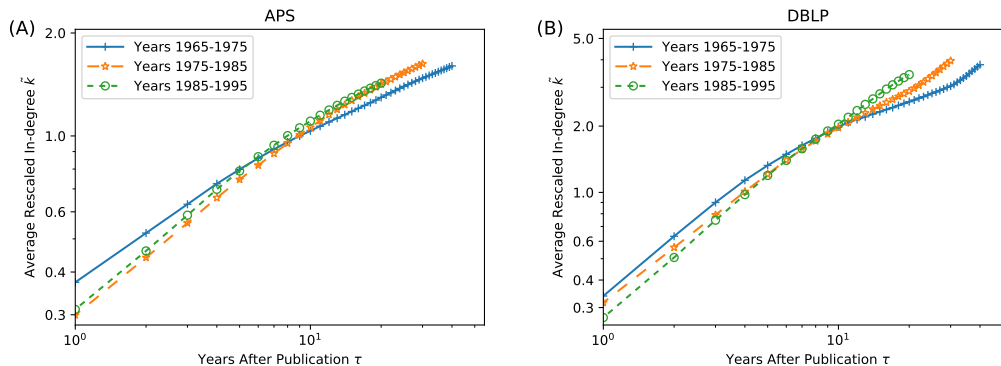 (A)
APS
Years 1965-1975
Years 1975-1985
Years 1985-1995
2.0
1.0
0.6
0.4
0.3
10⁰
10¹
Average Rescaled In-degree k̃
Years After Publication τ
(B)
DBLP
Years 1965-1975
Years 1975-1985
Years 1985-1995
5.0
2.0
1.0
0.6
0.4
0.3
10⁰
10¹
Average Rescaled In-degree k̃
Years After Publication τ